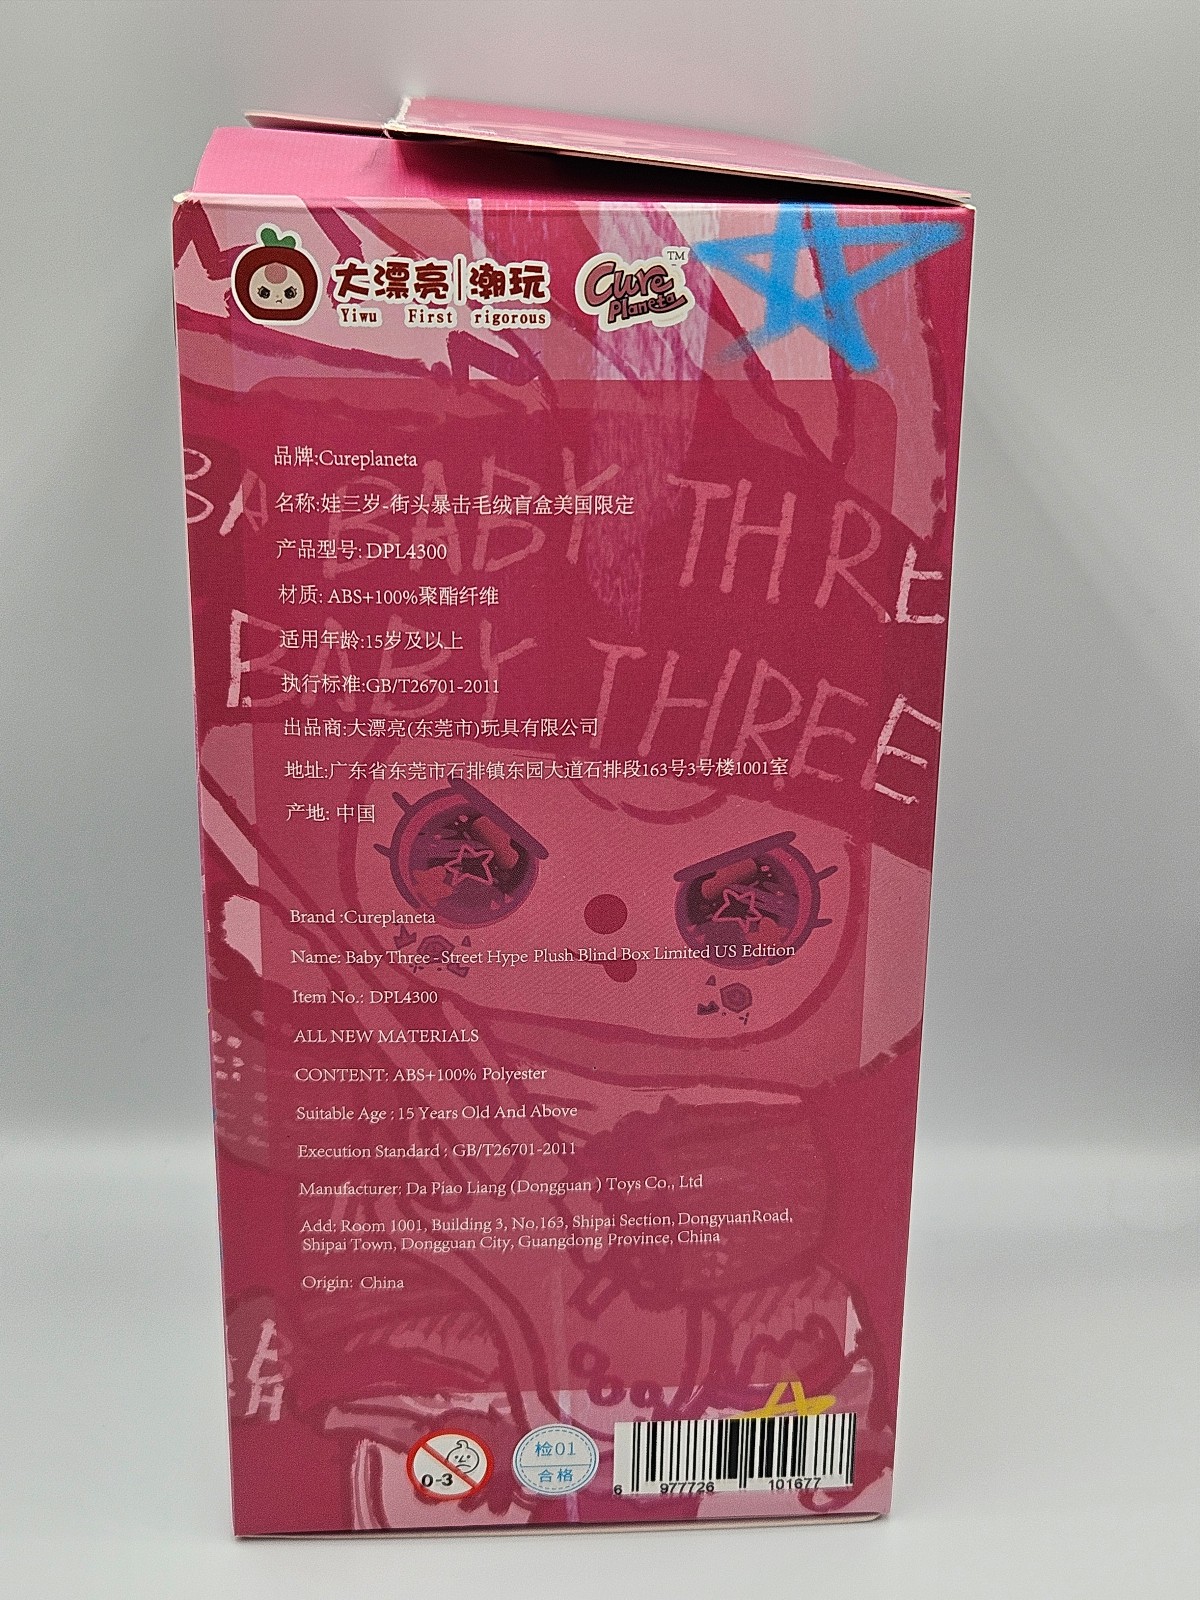 大漂亮|潮玩
Yiwu First rigorous
Cure TM
Planeta
BA BABY THREE
BABY THREE
品牌:Cureplaneta
名称:娃三岁-街头暴击毛绒盲盒美国限定
产品型号: DPL4300
材质: ABS+100%聚酯纤维
适用年龄:15岁及以上
执行标准:GB/T26701-2011
出品商:大漂亮(东莞市)玩具有限公司
地址:广东省东莞市石排镇东园大道石排段163号3号楼1001室
产地: 中国
Brand :Cureplaneta
Name: Baby Three - Street Hype Plush Blind Box Limited US Edition
Item No.: DPL4300
ALL NEW MATERIALS
CONTENT: ABS+100% Polyester
Suitable Age : 15 Years Old And Above
Execution Standard : GB/T26701-2011
Manufacturer: Da Piao Liang (Dongguan ) Toys Co., Ltd
Add: Room 1001, Building 3, No.163, Shipai Section, DongyuanRoad,
Shipai Town, Dongguan City, Guangdong Province, China
Origin: China
0-3
检01
合格
6 977726 101677